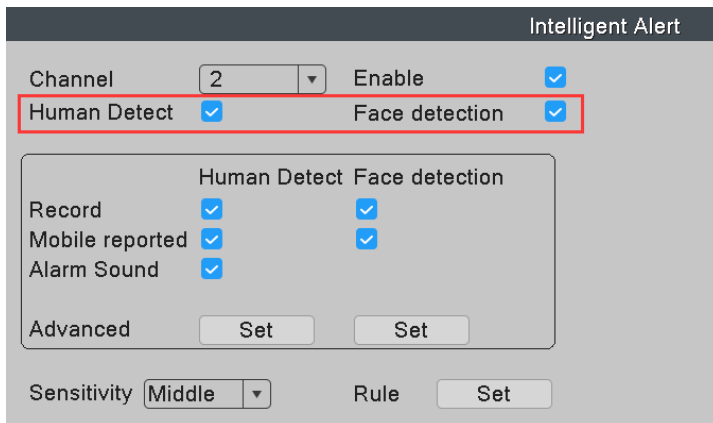 Intelligent Alert
Channel 2 Enable
Human Detect Face detection
Human Detect Face detection
Record
Mobile reported
Alarm Sound
Advanced Set Set
Sensitivity Middle Rule Set